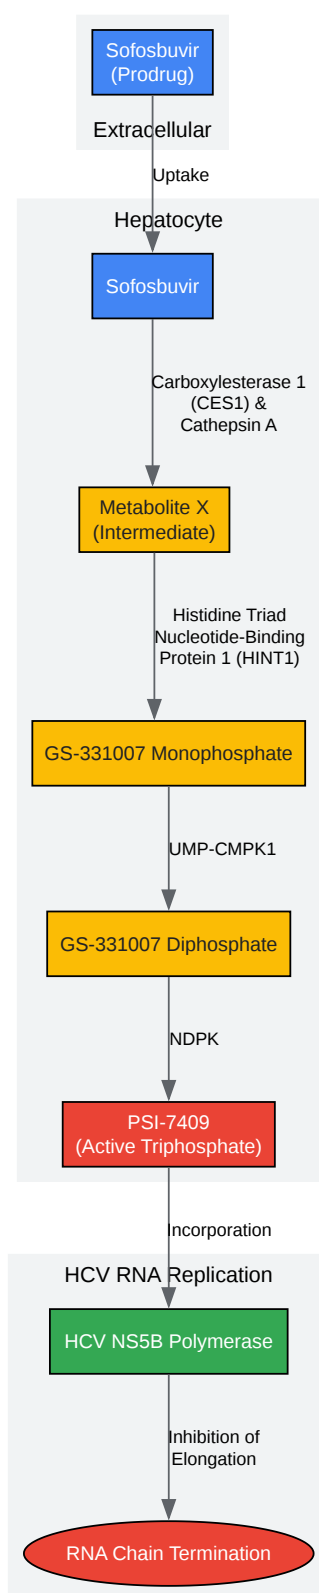 Sofosbuvir
(Prodrug)
Extracellular
Uptake
Hepatocyte
Sofosbuvir
Carboxylesterase 1
(CES1) &
Cathepsin A
Metabolite X
(Intermediate)
Histidine Triad
Nucleotide-Binding
Protein 1 (HINT1)
GS-331007 Monophosphate
UMP-CMPK1
GS-331007 Diphosphate
NDPK
PSI-7409
(Active Triphosphate)
Incorporation
HCV RNA Replication
HCV NS5B Polymerase
Inhibition of
Elongation
RNA Chain Termination